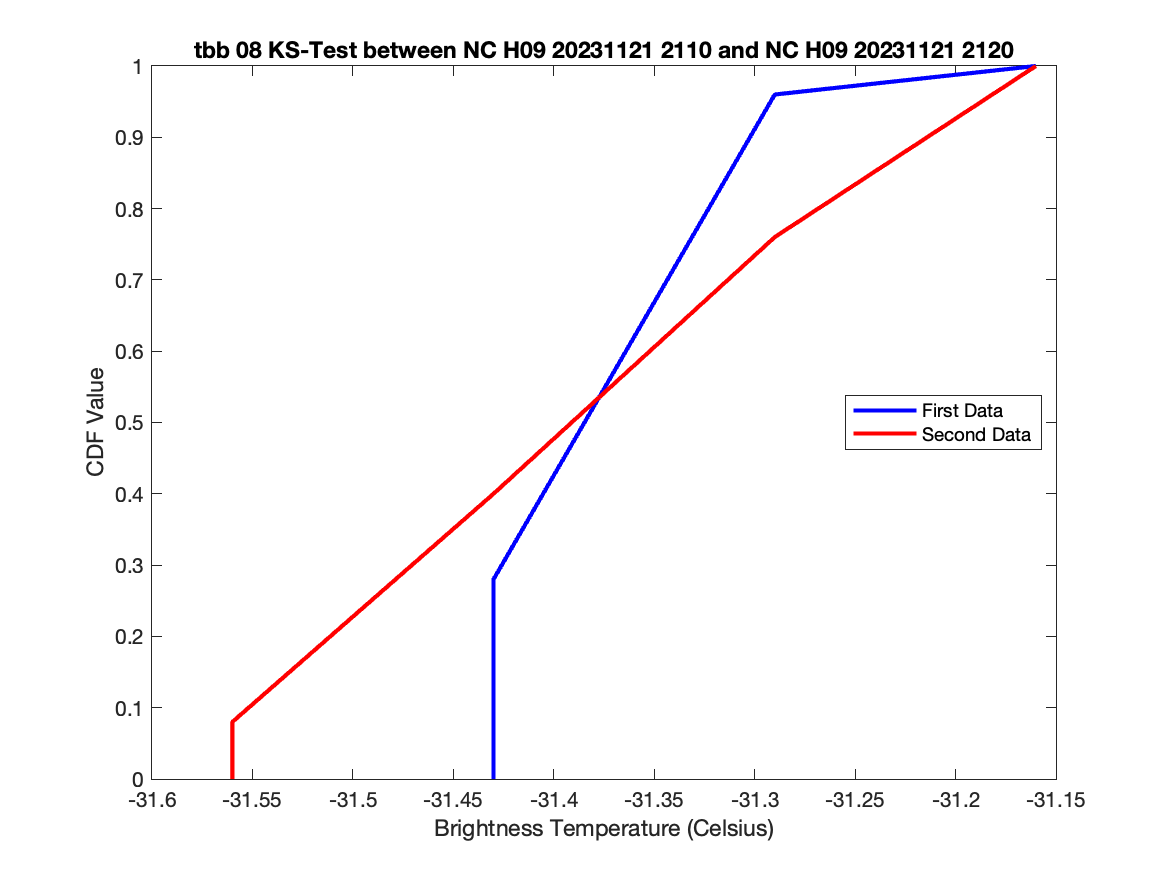 tbb 08 KS-Test between NC H09 20231121 2110 and NC H09 20231121 2120
1
0.9
0.8
0.7
0.6
0.5
0.4
0.3
0.2
0.1
0
CDF Value
First Data
Second Data
-31.6 -31.55 -31.5 -31.45 -31.4 -31.35 -31.3 -31.25 -31.2 -31.15
Brightness Temperature (Celsius)